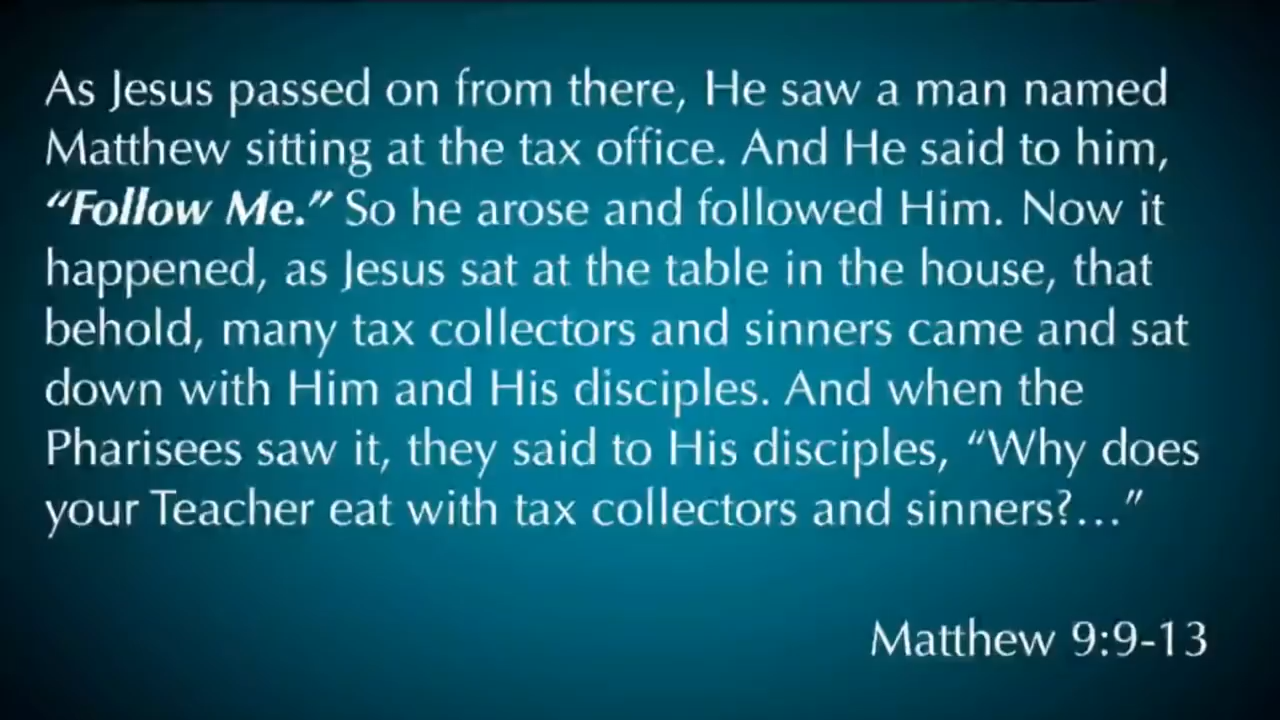 As Jesus passed on from there, He saw a man named
Matthew sitting at the tax office. And He said to him,
“Follow Me.” So he arose and followed Him. Now it
happened, as Jesus sat at the table in the house, that
behold, many tax collectors and sinners came and sat
down with Him and His disciples. And when the
Pharisees saw it, they said to His disciples, “Why does
your Teacher eat with tax collectors and sinners?...”
Matthew 9:9-13